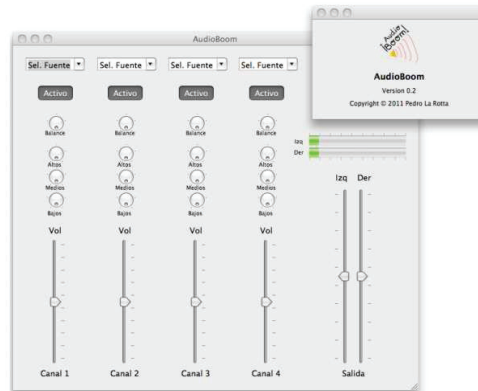 AudioBoom
Sel. Fuente Sel. Fuente Sel. Fuente Sel. Fuente
Activo Activo Activo Activo
Balance Balance Balance Balance
Altos Altos Altos Altos
Medios Medios Medios Medios
Bajos Bajos Bajos Bajos
Vol Vol Vol Vol
Canal 1 Canal 2 Canal 3 Canal 4
Audio
Boom!
AudioBoom
Version 0.2
Copyright © 2011 Pedro La Rotta
Izq
Der
Izq Der
Salida